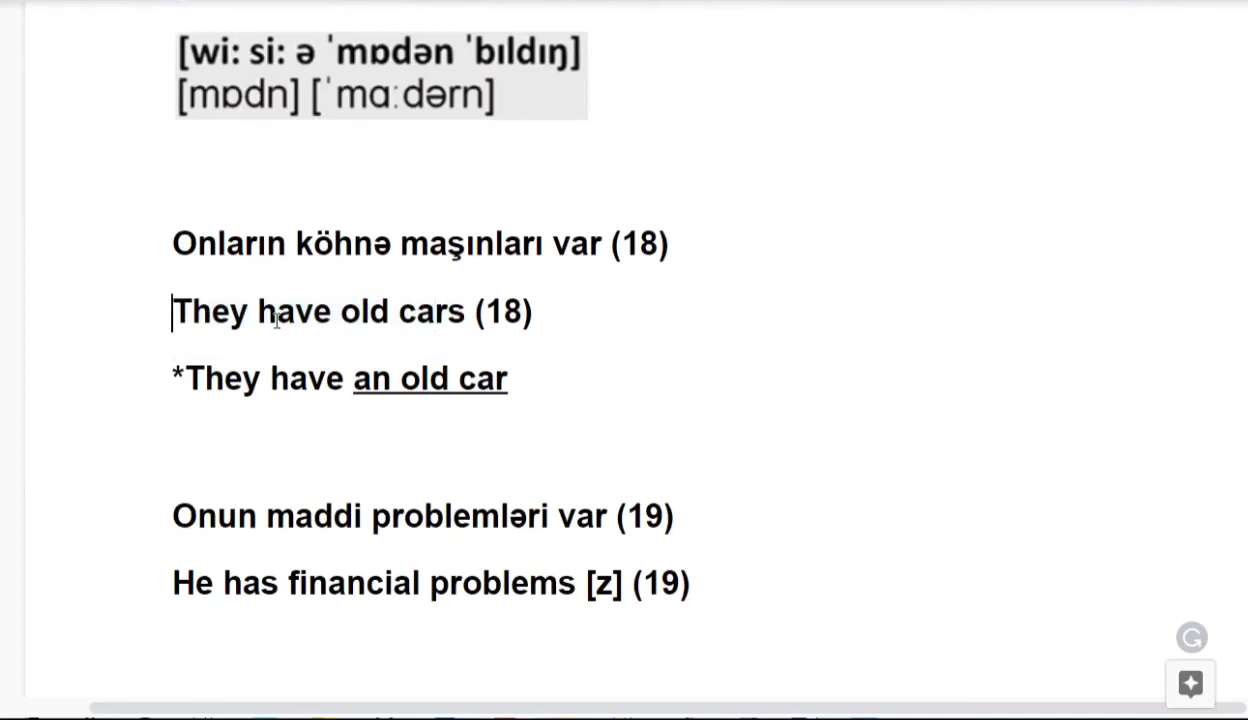 [wi: si: ə ˈmɒdən ˈbıldıŋ]
[mɒdn] [ˈmɑːdərn]
Onların köhnə maşınları var (18)
They have old cars (18)
*They have an old car
Onun maddi problemləri var (19)
He has financial problems [z] (19)